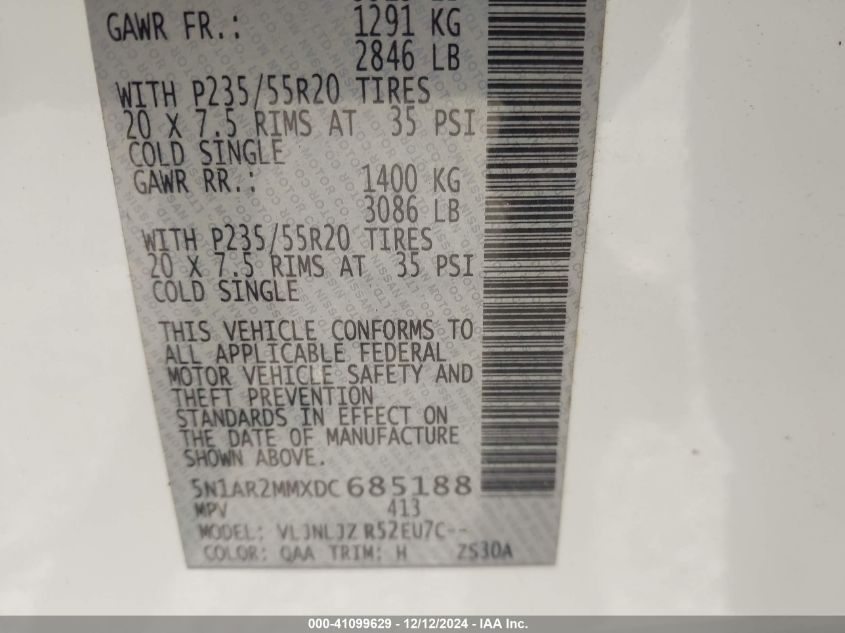 GAWR FR.: 1291 KG
2846 LB
WITH P235/55R20 TIRES
20 X 7.5 RIMS AT 35 PSI
COLD SINGLE
GAWR RR.: 1400 KG
3086 LB
WITH P235/55R20 TIRES
20 X 7.5 RIMS AT 35 PSI
COLD SINGLE
THIS VEHICLE CONFORMS TO
ALL APPLICABLE FEDERAL
MOTOR VEHICLE SAFETY AND
THEFT PREVENTION
STANDARDS IN EFFECT ON
THE DATE OF MANUFACTURE
SHOWN ABOVE.
5N1AR2MMXDC 685188
MPV 413
MODEL: VLJNLJZ R52EU7C--
COLOR: QAA TRIM: H ZS30A
000-41099629 - 12/12/2024 - IAA Inc.